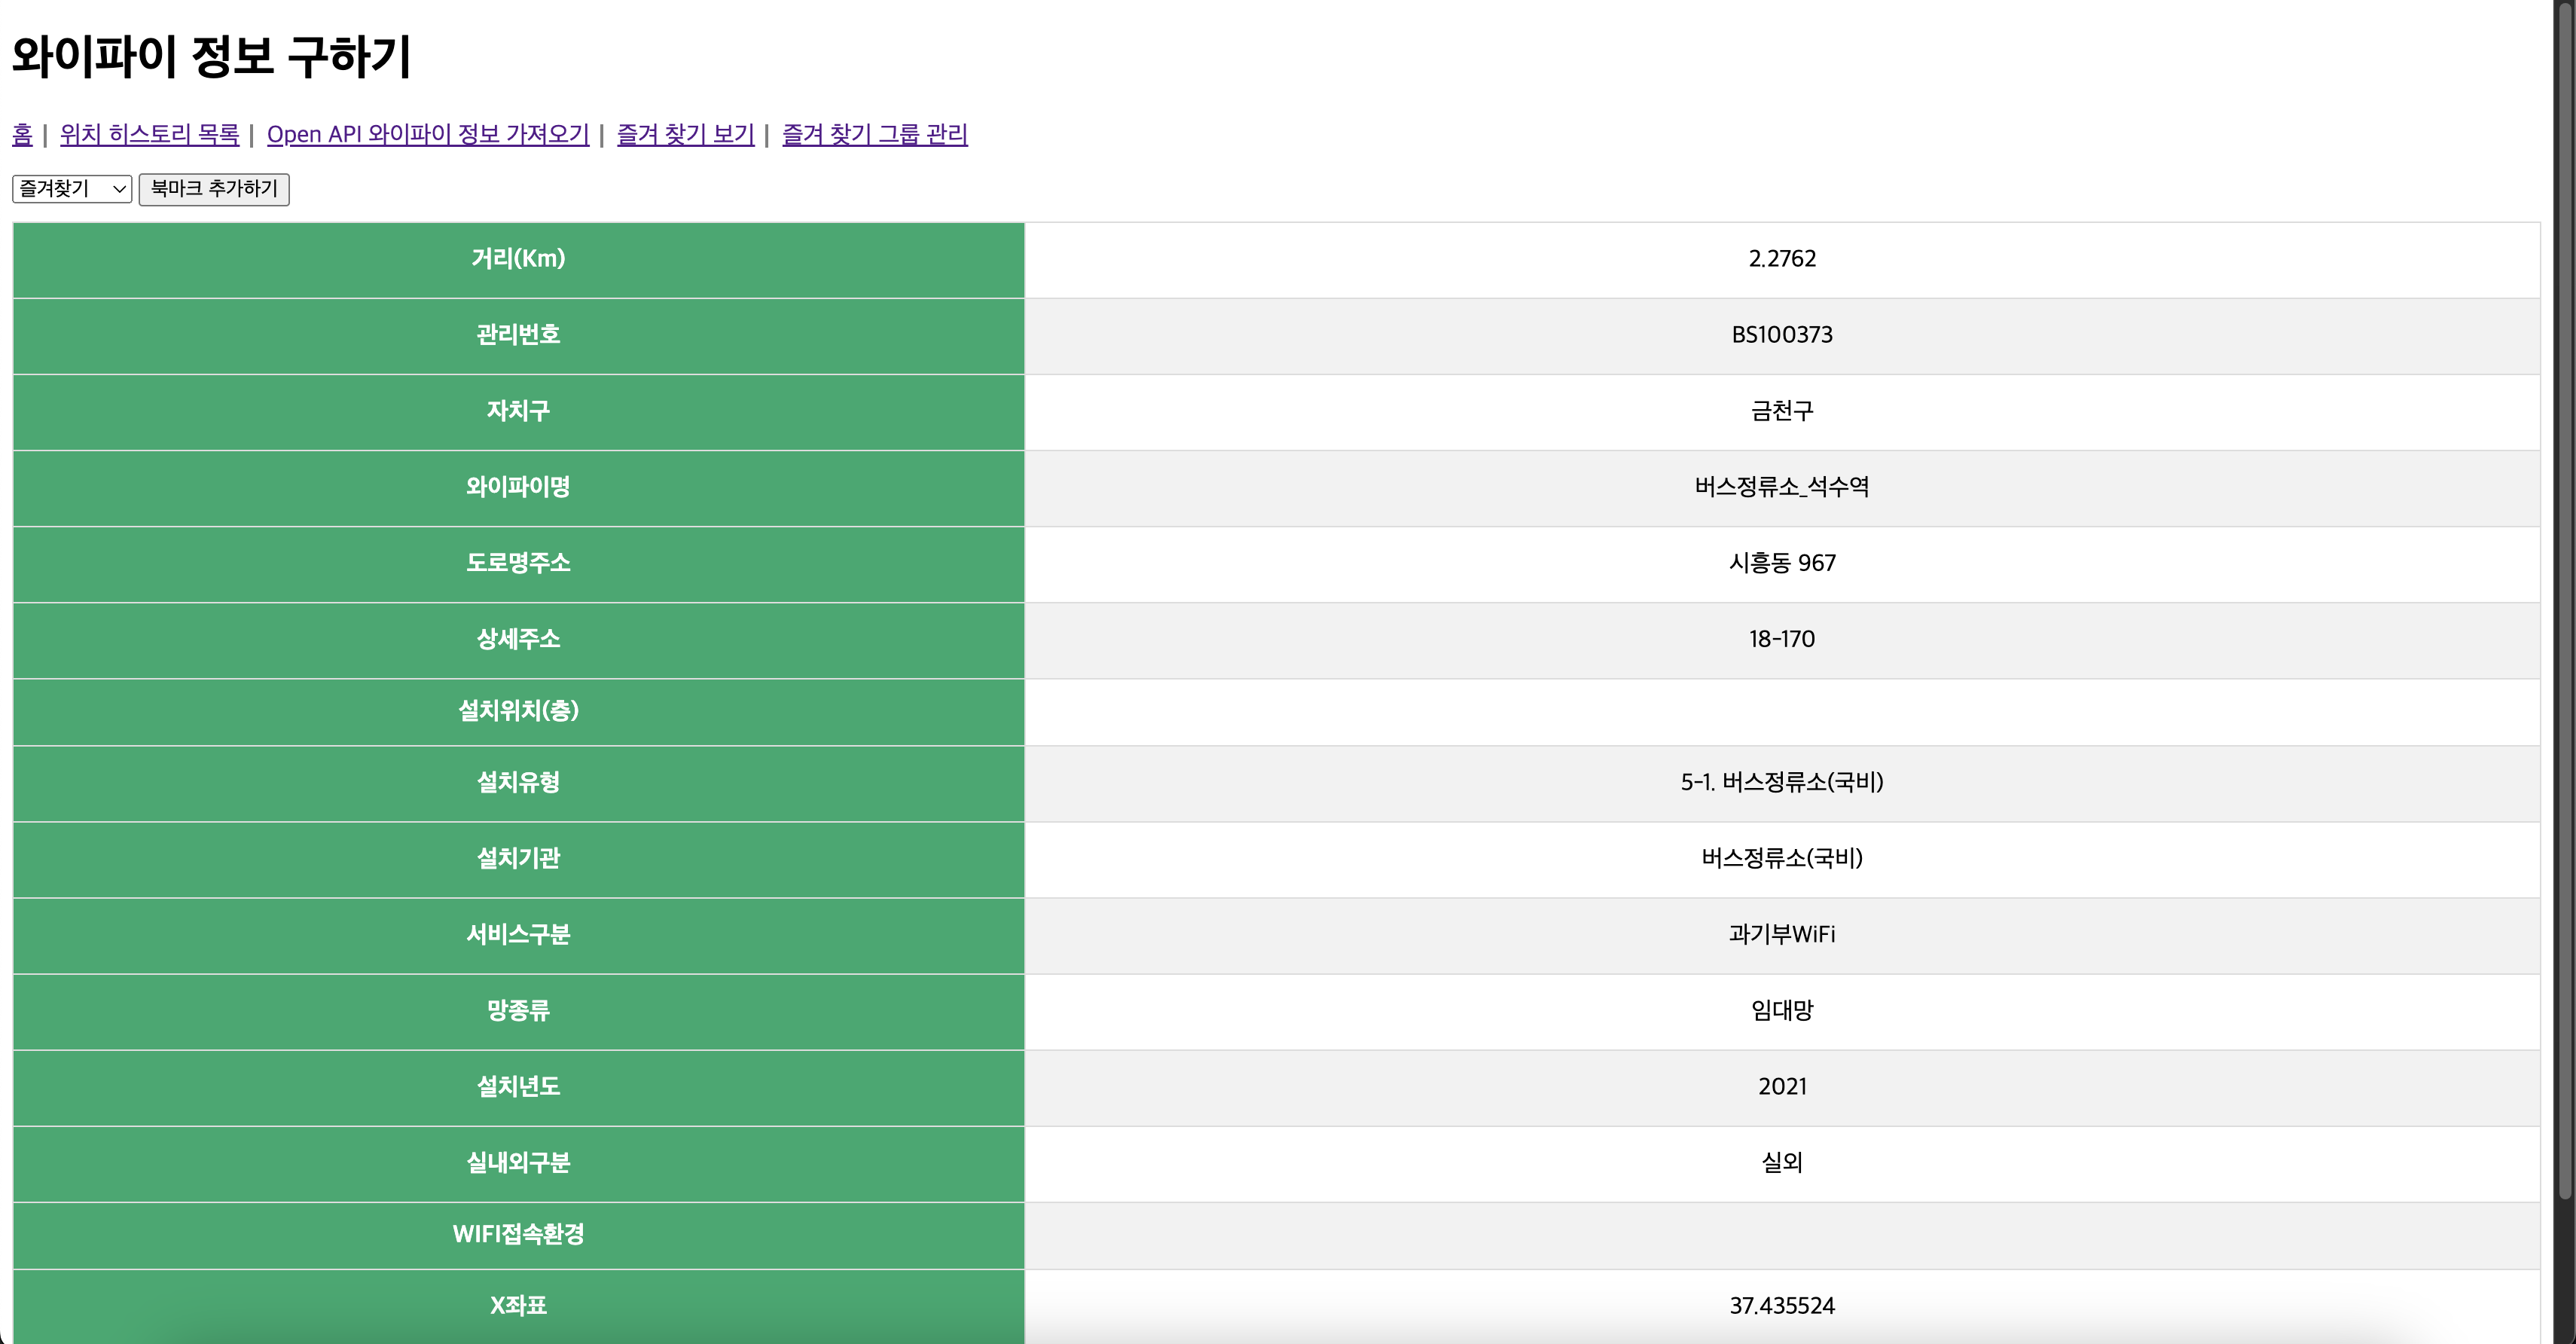 와이파이 정보 구하기
홈 | 위치 히스토리 목록 | Open API 와이파이 정보 가져오기 | 즐겨 찾기 보기 | 즐겨 찾기 그룹 관리
즐겨찾기 북마크 추가하기
거리(Km) 2.2762
관리번호 BS100373
자치구 금천구
와이파이명 버스정류소_석수역
도로명주소 시흥동 967
상세주소 18-170
설치위치(층)
설치유형 5-1. 버스정류소(국비)
설치기관 버스정류소(국비)
서비스구분 과기부WiFi
망종류 임대망
설치년도 2021
실내외구분 실외
WIFI접속환경
X좌표 37.435524